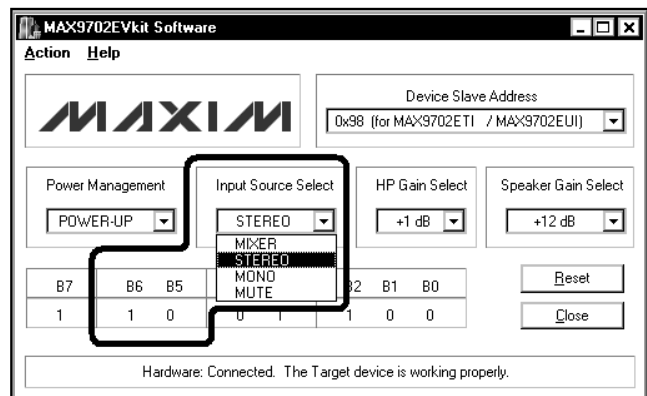 MAX9702EVkit Software
Action Help
MAXIM
Device Slave Address
0x98 (for MAX9702ETI / MAX9702EUI)
Power Management
POWER-UP
Input Source Select
STEREO
MIXER
STEREO
MONO
MUTE
HP Gain Select
+1 dB
Speaker Gain Select
+12 dB
B7 B6 B5 B2 B1 B0
1 1 0 0 1 1 0 0
Reset
Close
Hardware: Connected. The Target device is working properly.